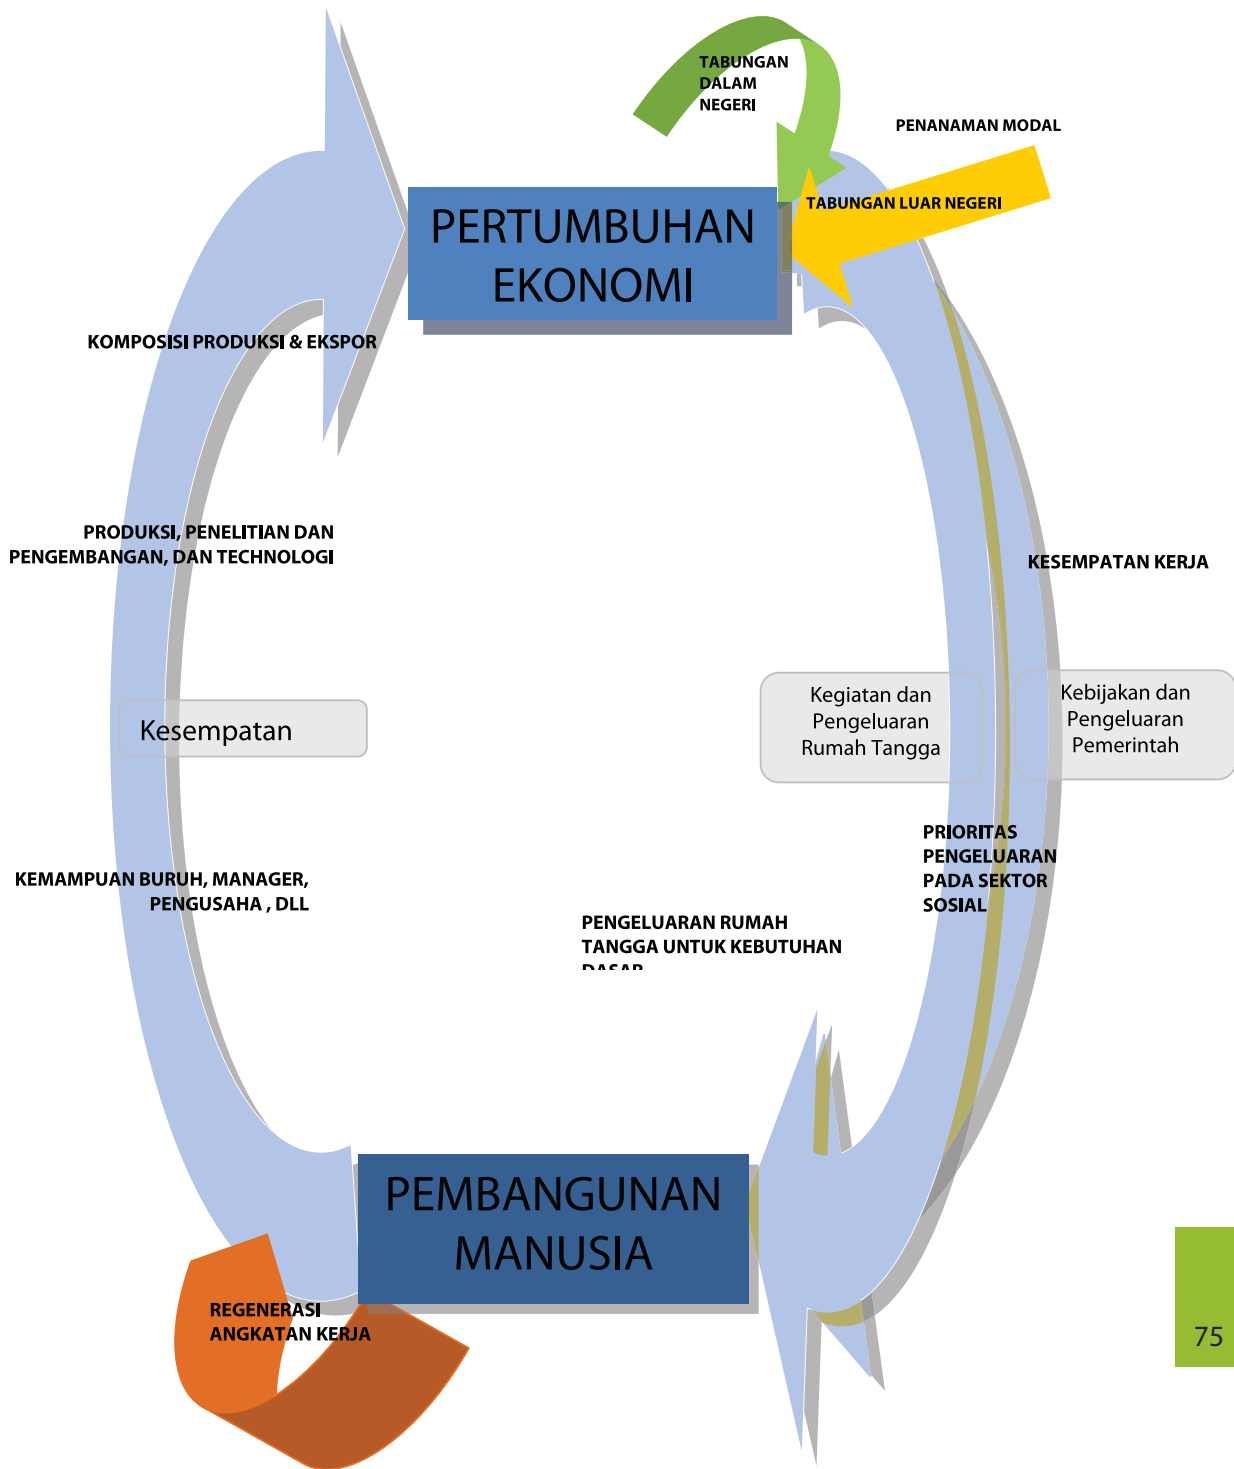 TABUNGAN
DALAM
NEGERI
PENANAMAN MODAL
TABUNGAN LUAR NEGERI
PERTUMBUHAN
EKONOMI
KOMPOSISI PRODUKSI & EKSPOR
PRODUKSI, PENELITIAN DAN
PENGEMBANGAN, DAN TECHNOLOGI
KESEMPATAN KERJA
Kesempatan
Kegiatan dan
Pengeluaran
Rumah Tangga
Kebijakan dan
Pengeluaran
Pemerintah
PRIORITAS
PENGELUARAN
PADA SEKTOR
SOSIAL
KEMAMPUAN BURUH, MANAGER,
PENGUSAHA , DLL
PENGELUARAN RUMAH
TANGGA UNTUK KEBUTUHAN
DASAR
PEMBANGUNAN
MANUSIA
REGENERASI
ANGKATAN KERJA
75